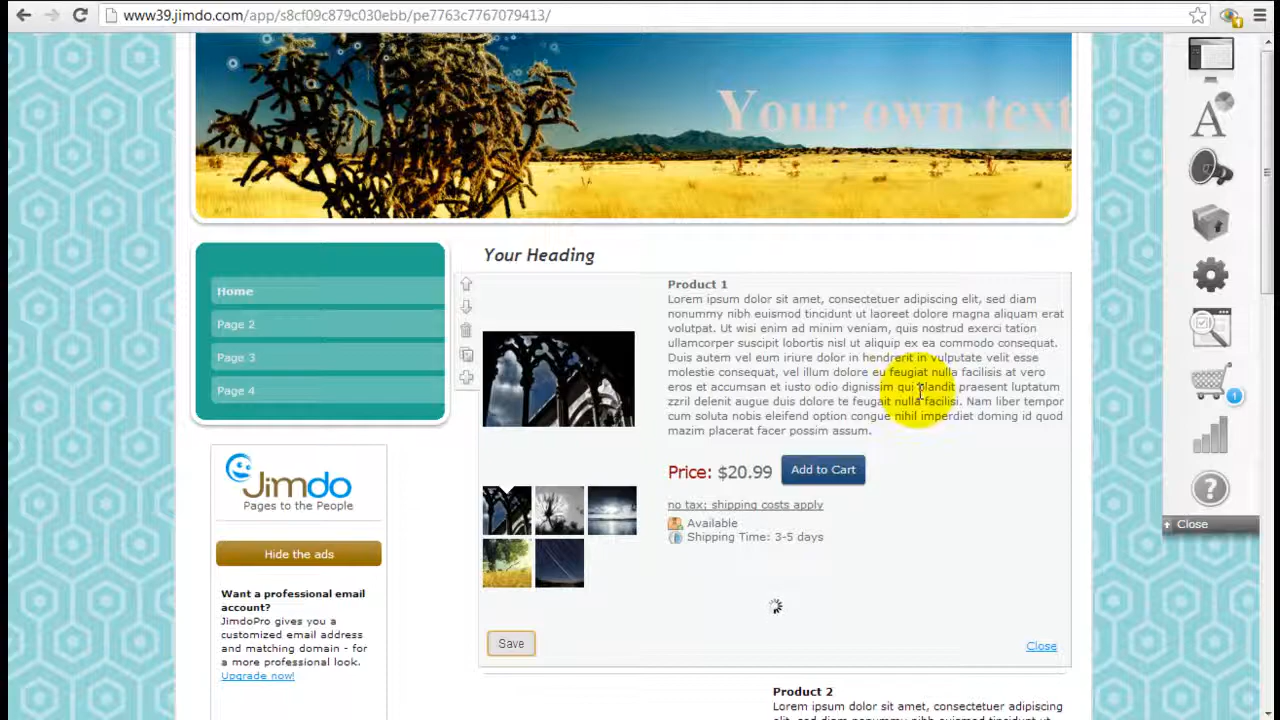 www39.jimdo.com/app/s8cf09c879c030ebb/pe7763c7767079413/
Your own text
Your Heading
Home
Page 2
Page 3
Page 4
Product 1
Lorem ipsum dolor sit amet, consectetuer adipiscing elit, sed diam
nonummy nibh euismod tincidunt ut laoreet dolore magna aliquam erat
volutpat. Ut wisi enim ad minim veniam, quis nostrud exerci tation
ullamcorper suscipit lobortis nisl ut aliquip ex ea commodo consequat.
Duis autem vel eum iriure dolor in hendrerit in vulputate velit esse
molestie consequat, vel illum dolore eu feugiat nulla facilisis at vero
eros et accumsan et iusto odio dignissim qui blandit praesent luptatum
zzril delenit augue duis dolore te feugait nulla facilisi. Nam liber tempor
cum soluta nobis eleifend option congue nihil imperdiet doming id quod
mazim placerat facer possim assum.
Price: $20.99 Add to Cart
no tax; shipping costs apply
Available
Shipping Time: 3-5 days
Save
Close
Jimdo
Pages to the People
Hide the ads
Want a professional email
account?
JimdoPro gives you a
customized email address
and matching domain - for
a more professional look.
Upgrade now!
Product 2
Lorem ipsum dolor sit amet, consectetuer adipiscing
A
1
?
Close